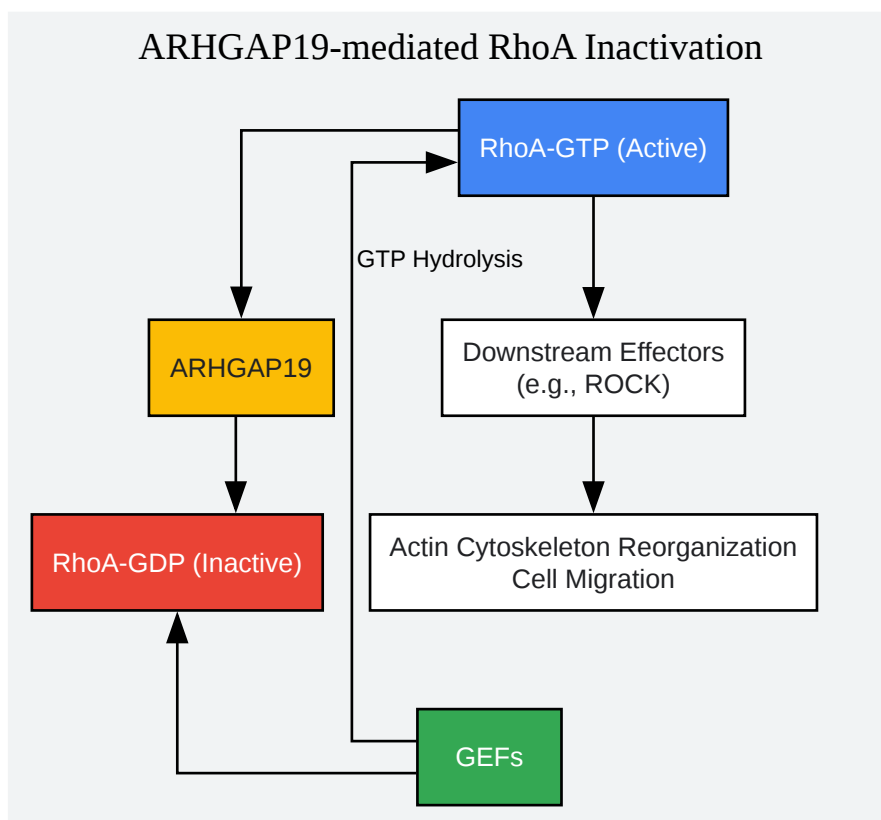 ARHGAP19-mediated RhoA Inactivation
RhoA-GTP (Active)
GTP Hydrolysis
ARHGAP19
Downstream Effectors
(e.g., ROCK)
RhoA-GDP (Inactive)
Actin Cytoskeleton Reorganization
Cell Migration
GEFs